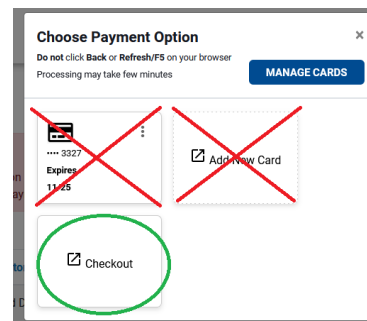 Choose Payment Option
×
Do not click Back or Refresh/F5 on your browser
Processing may take few minutes
MANAGE CARDS
•••• 3327
Expires
11/25
Add New Card
Checkout